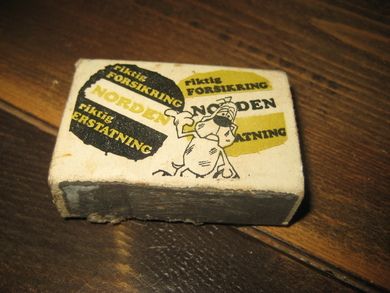 riktig
FORSIKRING
NORDEN
riktig
ERSTATNING
riktig
FORSIKRING
NORDEN
ATNING